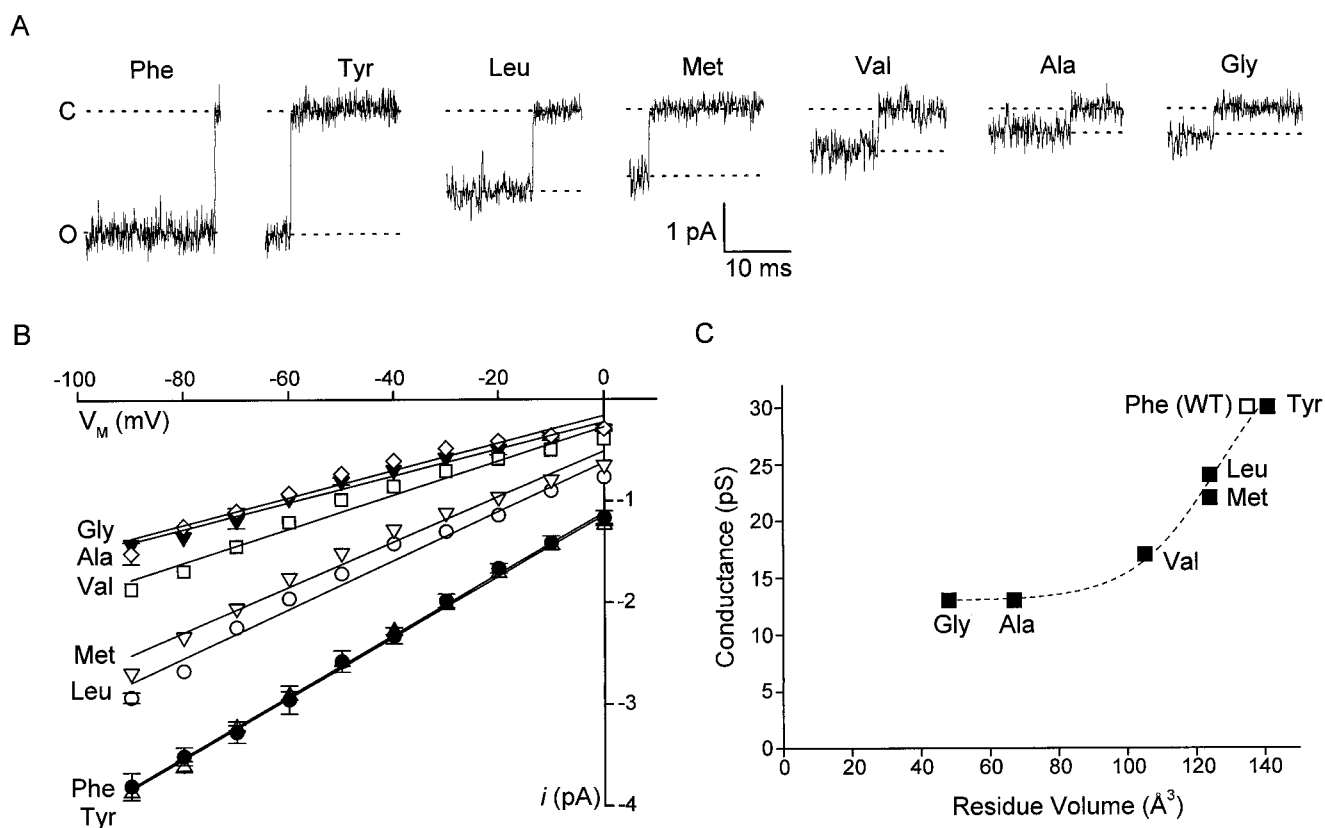 A
Phe Tyr Leu Met Val Ala Gly
C
O
1 pA
10 ms
B
-100 -80 -60 -40 -20 0
V_M (mV)
-1
-2
-3
-4
Gly
Ala
Val
Met
Leu
Phe
Tyr
i (pA)
C
Conductance (pS)
30
25
20
15
10
5
0
Phe (WT) Tyr
Leu
Met
Val
Gly Ala
0 20 40 60 80 100 120 140
Residue Volume (Å³)